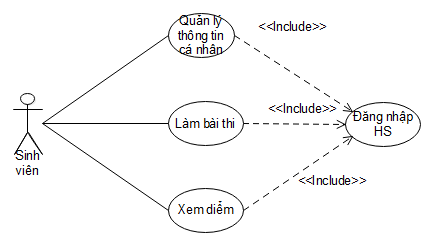 Quản lý
thông tin
cá nhân
<<Include>>
Làm bài thi
<<Include>>
Đăng nhập
HS
Sinh
viên
<<Include>>
Xem điểm